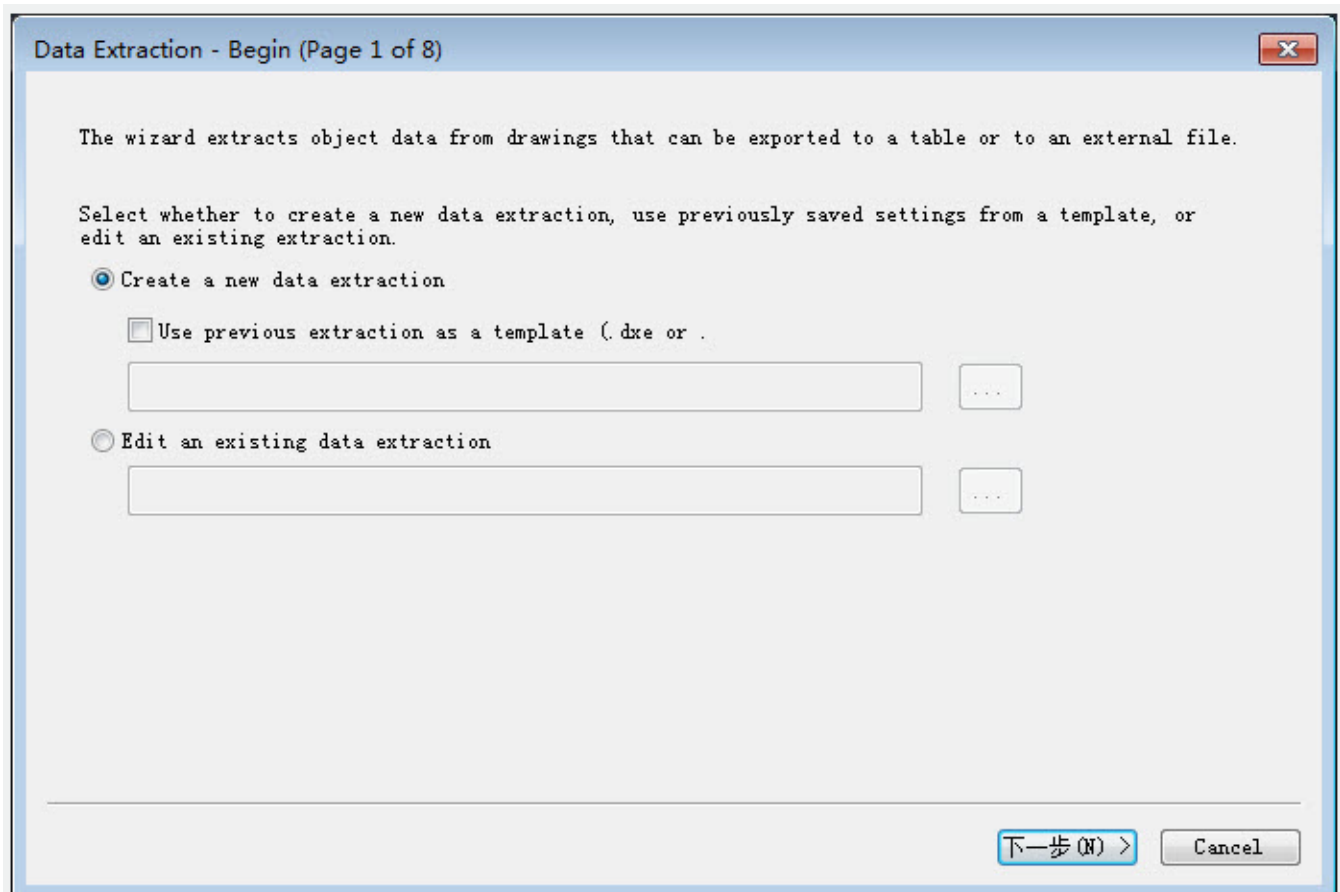 Data Extraction - Begin (Page 1 of 8)
The wizard extracts object data from drawings that can be exported to a table or to an external file.
Select whether to create a new data extraction, use previously saved settings from a template, or
edit an existing extraction.
Create a new data extraction
Use previous extraction as a template (.dxe or .
...
Edit an existing data extraction
...
下一步(N) >
Cancel